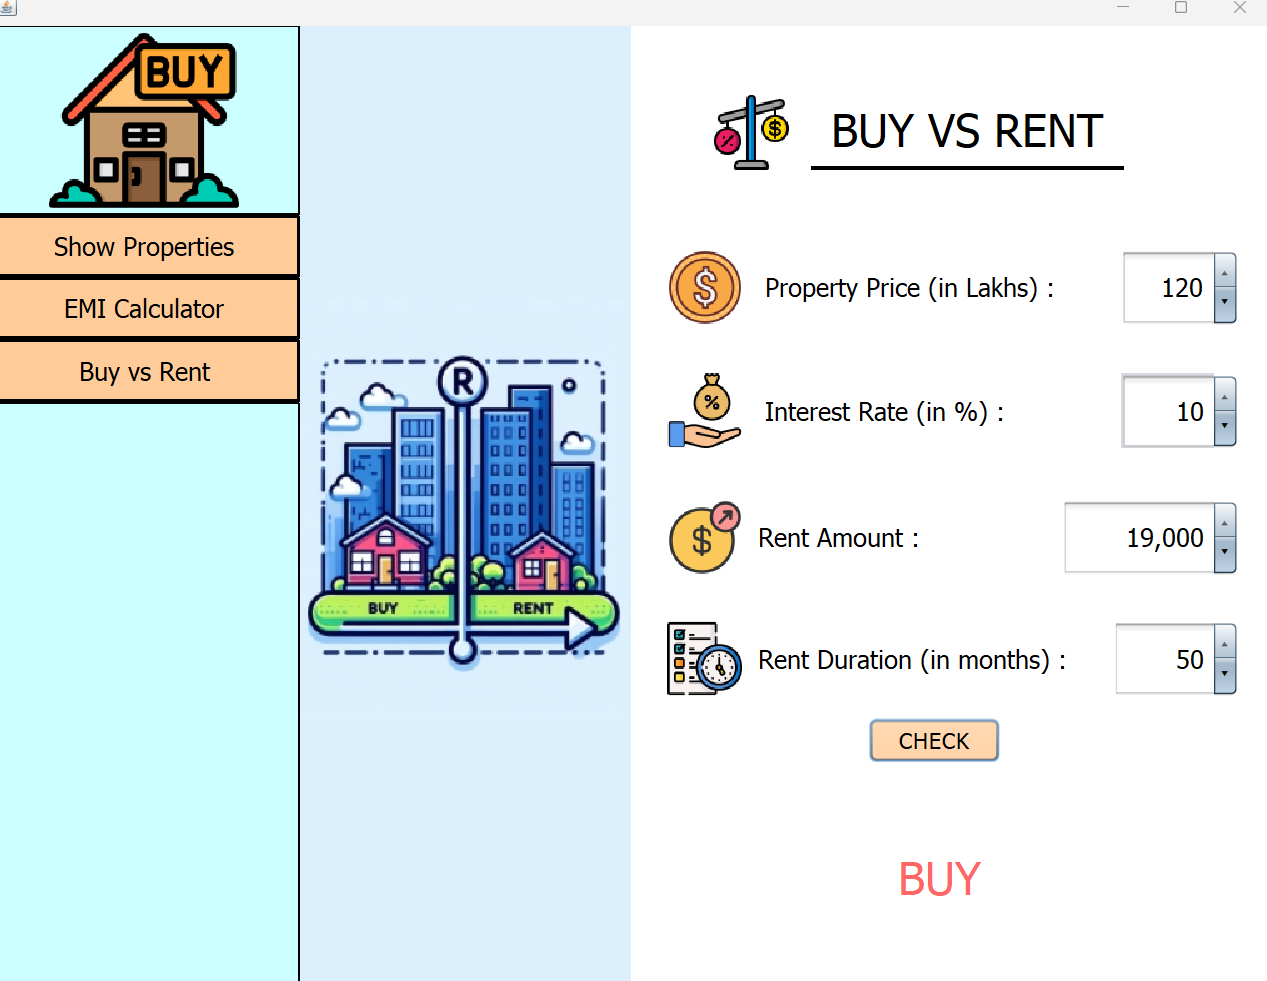 BUY
Show Properties
EMI Calculator
Buy vs Rent
R
BUY
RENT
BUY VS RENT
Property Price (in Lakhs) :
120
Interest Rate (in %) :
10
Rent Amount :
19,000
Rent Duration (in months) :
50
CHECK
BUY